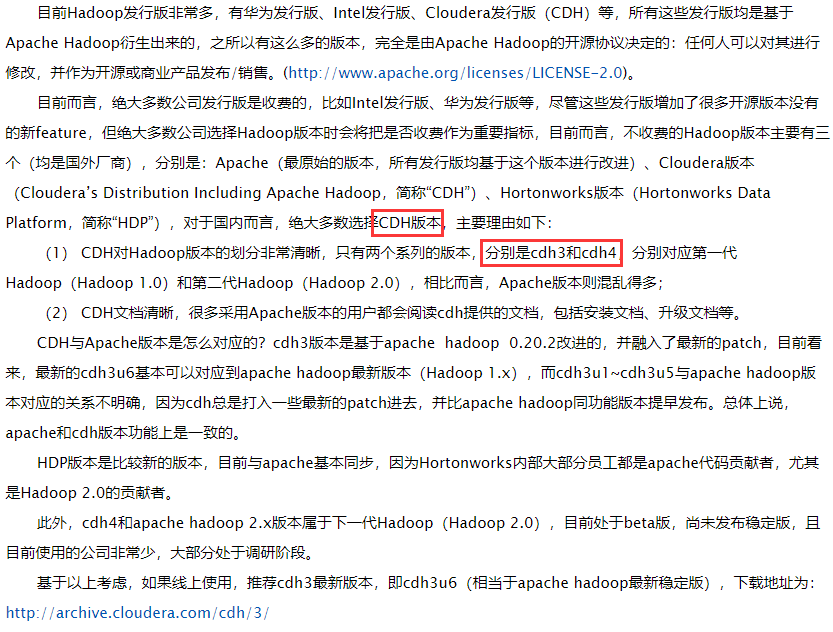 目前Hadoop发行版非常多，有华为发行版、Intel发行版、Cloudera发行版（CDH）等，所有这些发行版均是基于
Apache Hadoop衍生出来的，之所以有这么多的版本，完全是由Apache Hadoop的开源协议决定的：任何人可以对其进行
修改，并作为开源或商业产品发布/销售。(http://www.apache.org/licenses/LICENSE-2.0)。
目前而言，绝大多数公司发行版是收费的，比如Intel发行版、华为发行版等，尽管这些发行版增加了很多开源版本没有
的新feature，但绝大多数公司选择Hadoop版本时会将把是否收费作为重要指标，目前而言，不收费的Hadoop版本主要有三
个（均是国外厂商），分别是：Apache（最原始的版本，所有发行版均基于这个版本进行改进）、Cloudera版本
（Cloudera’s Distribution Including Apache Hadoop，简称“CDH”）、Hortonworks版本（Hortonworks Data
Platform，简称“HDP”），对于国内而言，绝大多数选择CDH版本，主要理由如下：
（1） CDH对Hadoop版本的划分非常清晰，只有两个系列的版本，分别是cdh3和cdh4，分别对应第一代
Hadoop（Hadoop 1.0）和第二代Hadoop（Hadoop 2.0），相比而言，Apache版本则混乱得多；
（2） CDH文档清晰，很多采用Apache版本的用户都会阅读cdh提供的文档，包括安装文档、升级文档等。
CDH与Apache版本是怎么对应的？cdh3版本是基于apache hadoop 0.20.2改进的，并融入了最新的patch，目前看
来，最新的cdh3u6基本可以对应到apache hadoop最新版本（Hadoop 1.x），而cdh3u1~cdh3u5与apache hadoop版
本对应的关系不明确，因为cdh总是打入一些最新的patch进去，并比apache hadoop同功能版本提早发布。总体上说，
apache和cdh版本功能上是一致的。
HDP版本是比较新的版本，目前与apache基本同步，因为Hortonworks内部大部分员工都是apache代码贡献者，尤其
是Hadoop 2.0的贡献者。
此外，cdh4和apache hadoop 2.x版本属于下一代Hadoop（Hadoop 2.0），目前处于beta版，尚未发布稳定版，且
目前使用的公司非常少，大部分处于调研阶段。
基于以上考虑，如果线上使用，推荐cdh3最新版本，即cdh3u6（相当于apache hadoop最新稳定版），下载地址为：
http://archive.cloudera.com/cdh/3/